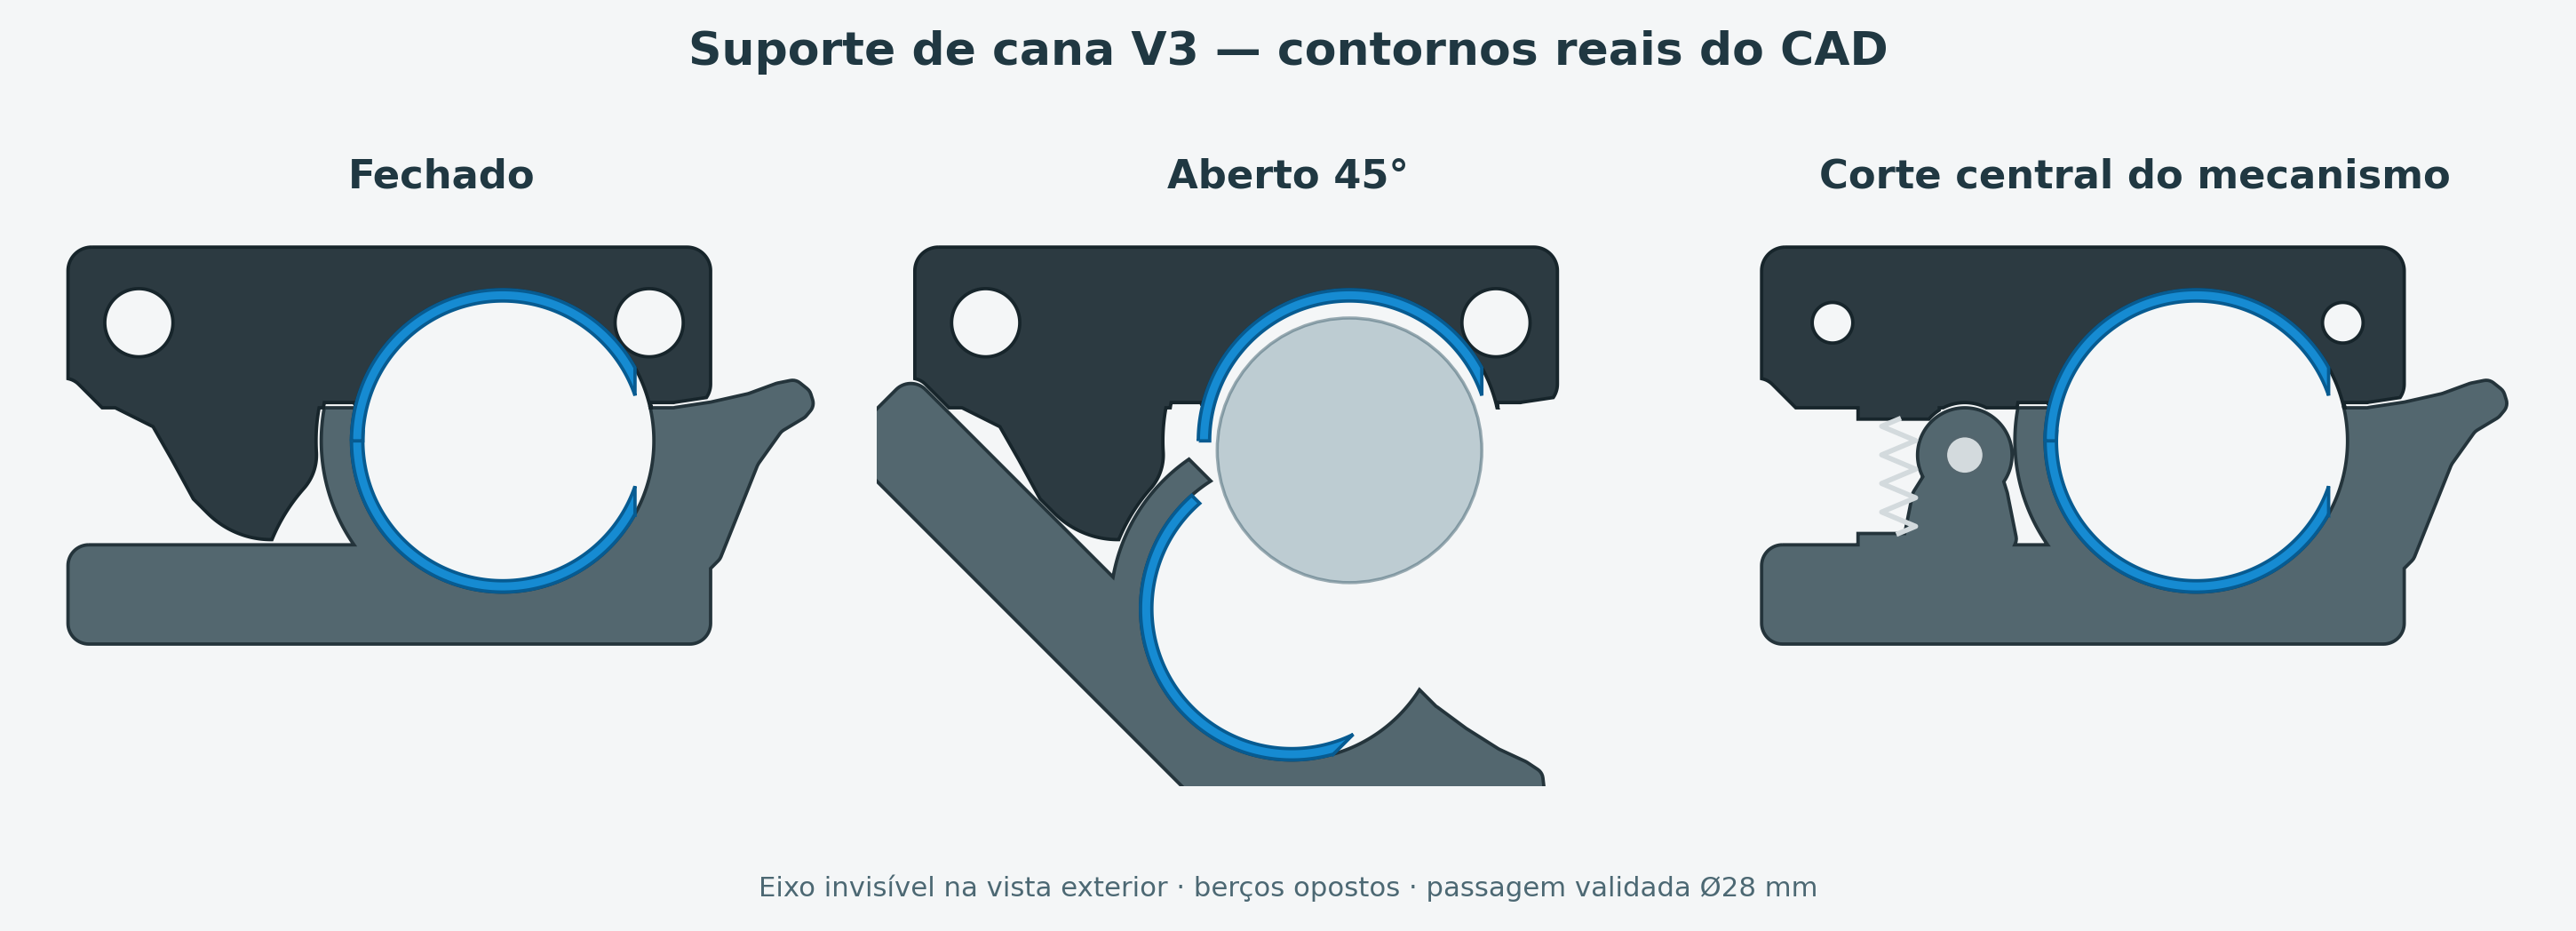 Suporte de cana V3 — contornos reais do CAD
Fechado
Aberto 45°
Corte central do mecanismo
Eixo invisível na vista exterior · berços opostos · passagem validada Ø28 mm